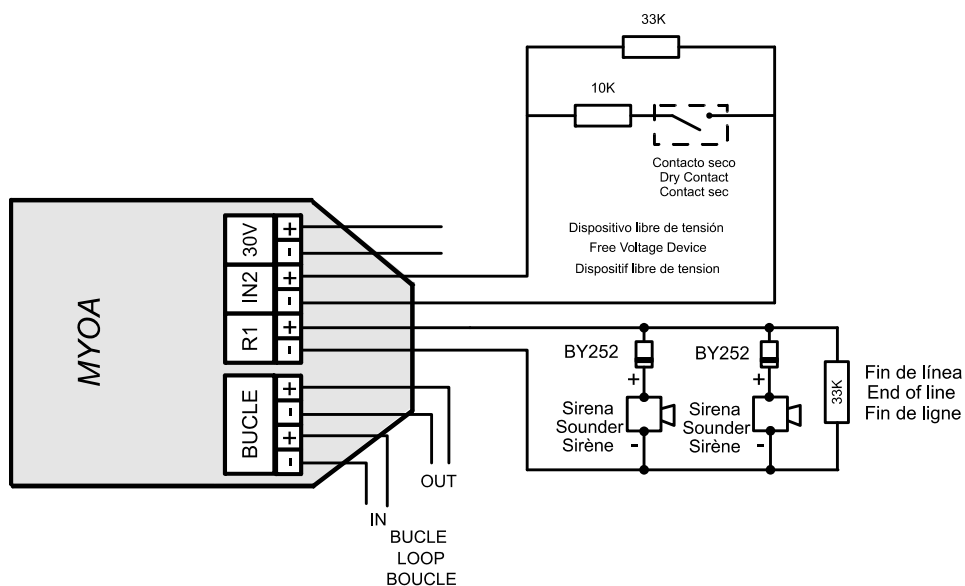 33K
10K
Contacto seco
Dry Contact
Contact sec
Dispositivo libre de tensión
Free Voltage Device
Dispositif libre de tension
MYOA
30V
+
-
IN2
+
-
R1
+
-
BUCLE
+
-
+
-
BY252
BY252
+
+
Sirena
Sounder
Sirène
-
Sirena
Sounder
Sirène
-
33K
Fin de línea
End of line
Fin de ligne
OUT
IN
BUCLE
LOOP
BOUCLE